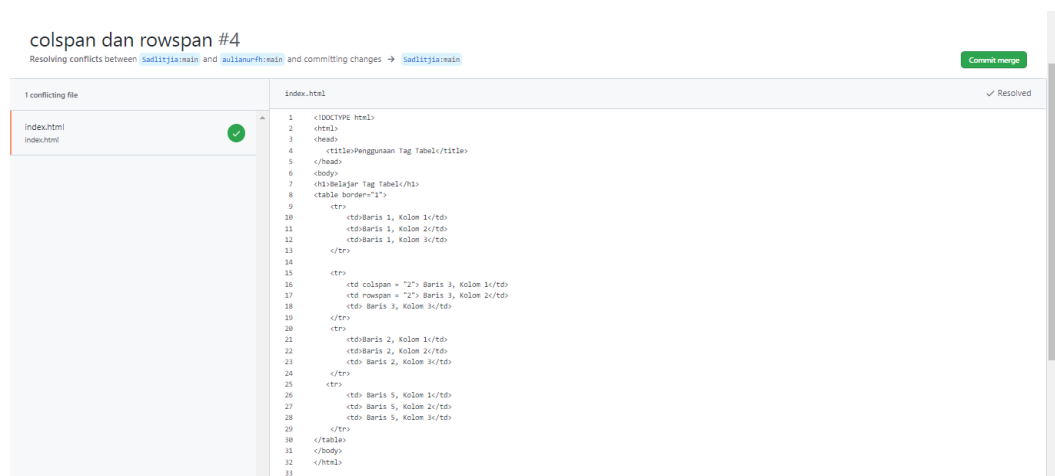 colspan dan rowspan #4
Resolving conflicts between Sadlitjia:main and aulianurfh:main and committing changes → Sadlitjia:main
Commit merge
1 conflicting file
index.html
✓ Resolved
index.html
index.html
1 <!DOCTYPE html>
2 <html>
3 <head>
4 <title>Penggunaan Tag Tabel</title>
5 </head>
6 <body>
7 <h1>Belajar Tag Tabel</h1>
8 <table border="1">
9 <tr>
10 <td>Baris 1, Kolom 1</td>
11 <td>Baris 1, Kolom 2</td>
12 <td>Baris 1, Kolom 3</td>
13 </tr>
14
15 <tr>
16 <td colspan = "2"> Baris 3, Kolom 1</td>
17 <td rowspan = "2"> Baris 3, Kolom 2</td>
18 <td> Baris 3, Kolom 3</td>
19 </tr>
20 <tr>
21 <td>Baris 2, Kolom 1</td>
22 <td>Baris 2, Kolom 2</td>
23 <td> Baris 2, Kolom 3</td>
24 </tr>
25 <tr>
26 <td> Baris 5, Kolom 1</td>
27 <td> Baris 5, Kolom 2</td>
28 <td> Baris 5, Kolom 3</td>
29 </tr>
30 </table>
31 </body>
32 </html>
33